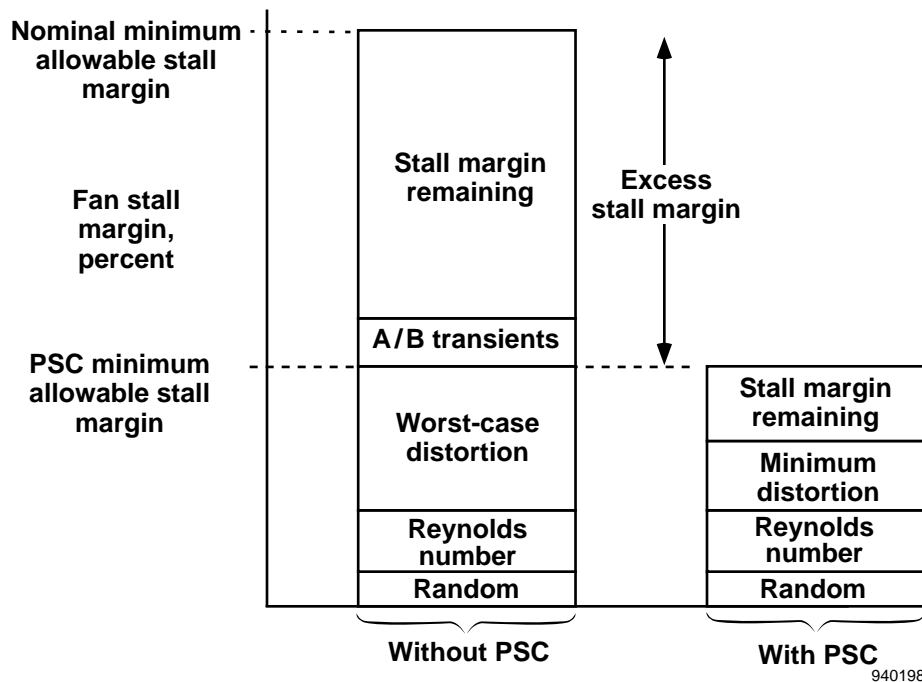 Nominal minimum
allowable stall
margin
Fan stall
margin,
percent
PSC minimum
allowable stall
margin
Stall margin
remaining
A/B transients
Worst-case
distortion
Reynolds
number
Random
Without PSC
Excess
stall margin
Stall margin
remaining
Minimum
distortion
Reynolds
number
Random
With PSC
940198